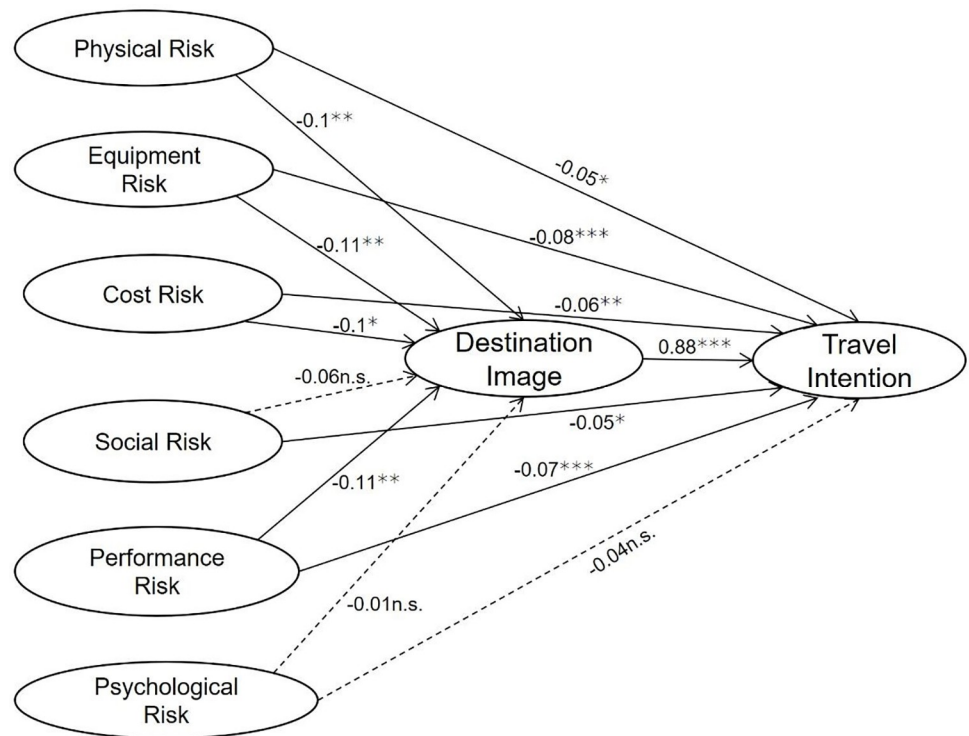 Physical Risk
-0.1**
Equipment
Risk
-0.05*
-0.11**
-0.08***
Cost Risk
-0.06**
-0.1*
Destination
Image
0.88***
Travel
Intention
-0.06n.s.
Social Risk
-0.05*
-0.11**
-0.07***
Performance
Risk
-0.04n.s.
-0.01n.s.
Psychological
Risk